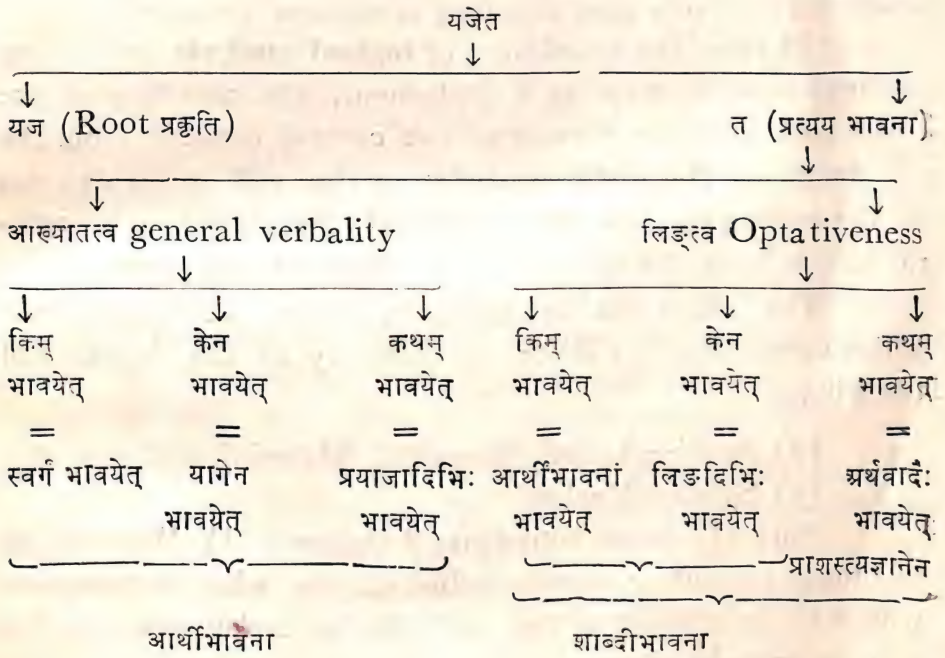 यजेत
यज (Root प्रकृति) त (प्रत्यय भावना)
आख्यातत्व general verbality लिङ्त्व Optativeness
किम् केन कथम् किम् केन कथम्
भावयेत् भावयेत् भावयेत् भावयेत् भावयेत् भावयेत्
= = = = = =
स्वर्गं भावयेत् यागेन प्रयाजादिभिः आर्थीभावनां लिङदिभिः अर्थवादैः
भावयेत् भावयेत् भावयेत् भावयेत् भावयेत्
प्राशस्त्यज्ञानेन
आर्थीभावना शाब्दीभावना